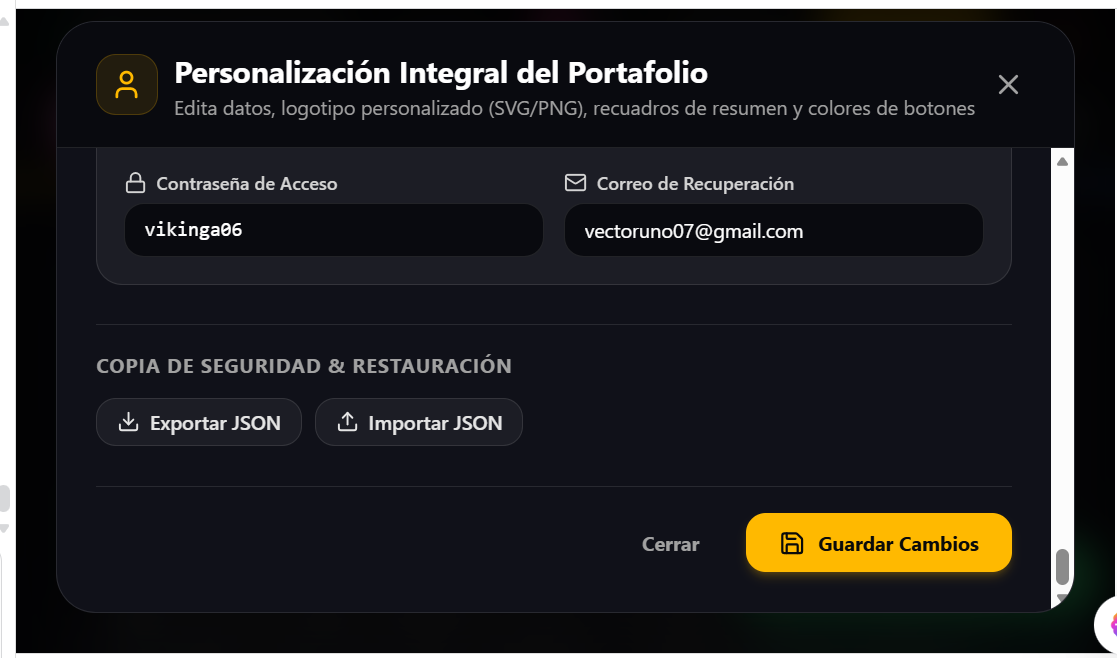 Personalización Integral del Portafolio
Edita datos, logotipo personalizado (SVG/PNG), recuadros de resumen y colores de botones
Contraseña de Acceso
Correo de Recuperación
vikinga06
vectoruno07@gmail.com
COPIA DE SEGURIDAD & RESTAURACIÓN
Exportar JSON
Importar JSON
Cerrar
Guardar Cambios